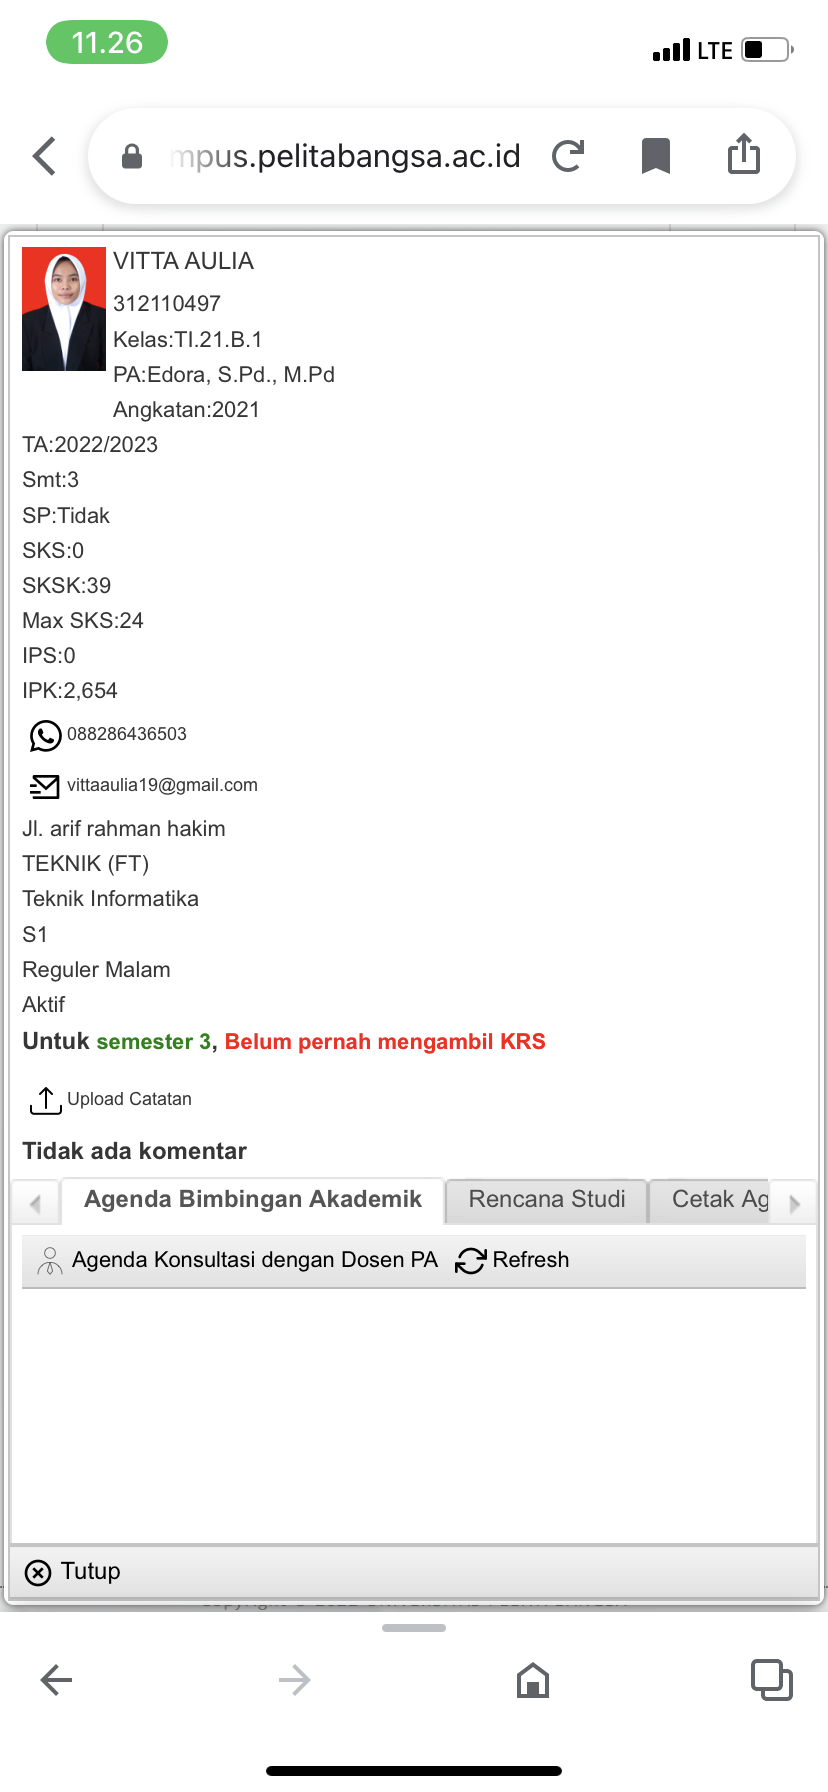 11.26
LTE
mpus.pelitabangsa.ac.id
VITTA AULIA
312110497
Kelas:TI.21.B.1
PA:Edora, S.Pd., M.Pd
Angkatan:2021
TA:2022/2023
Smt:3
SP:Tidak
SKS:0
SKSK:39
Max SKS:24
IPS:0
IPK:2,654
088286436503
vittaaulia19@gmail.com
Jl. arif rahman hakim
TEKNIK (FT)
Teknik Informatika
S1
Reguler Malam
Aktif
Untuk semester 3, Belum pernah mengambil KRS
Upload Catatan
Tidak ada komentar
Agenda Bimbingan Akademik Rencana Studi Cetak Ag
Agenda Konsultasi dengan Dosen PA Refresh
Tutup